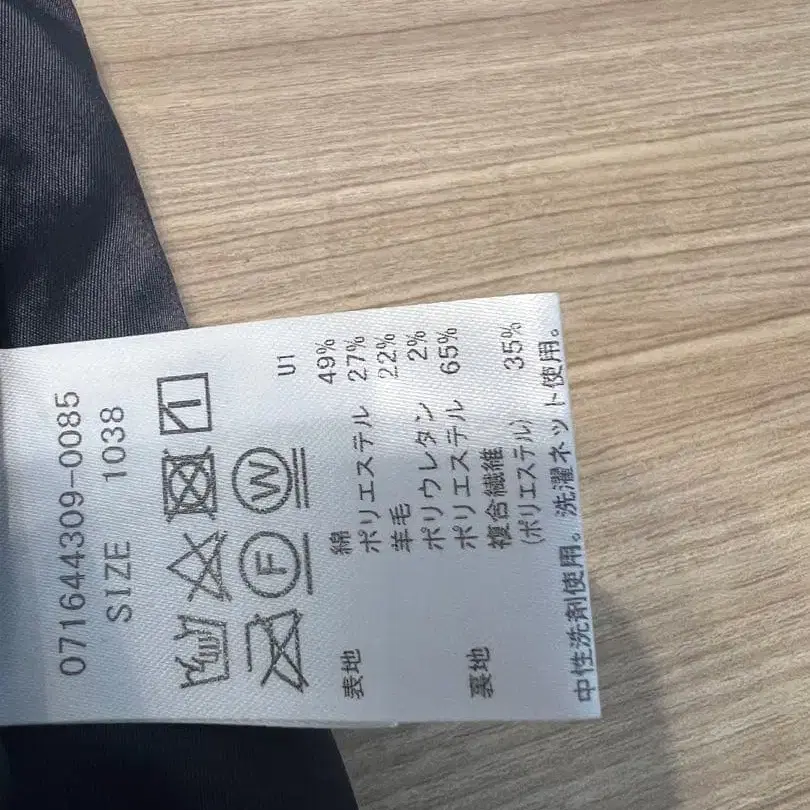 071644309-0085
SIZE 1038
F W
U1
表地 綿 49%
ポリエステル 27%
羊毛 22%
ポリウレタン 2%
裏地 ポリエステル 65%
複合繊維
(ポリエステル) 35%
中性洗剤使用。洗濯ネット使用。